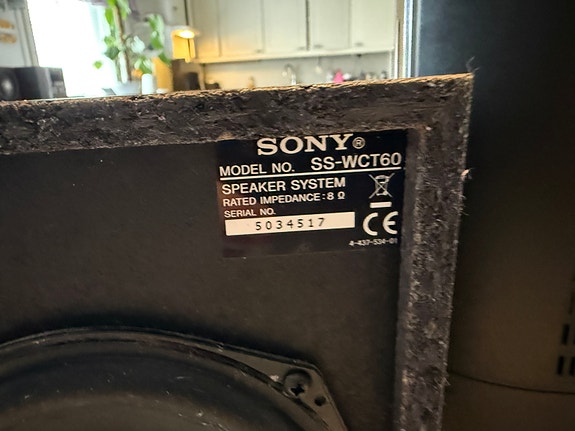 SONY®
MODEL NO. SS-WCT60
SPEAKER SYSTEM
RATED IMPEDANCE: 8 Ω
SERIAL NO.
5034517
CE
4-437-534-01